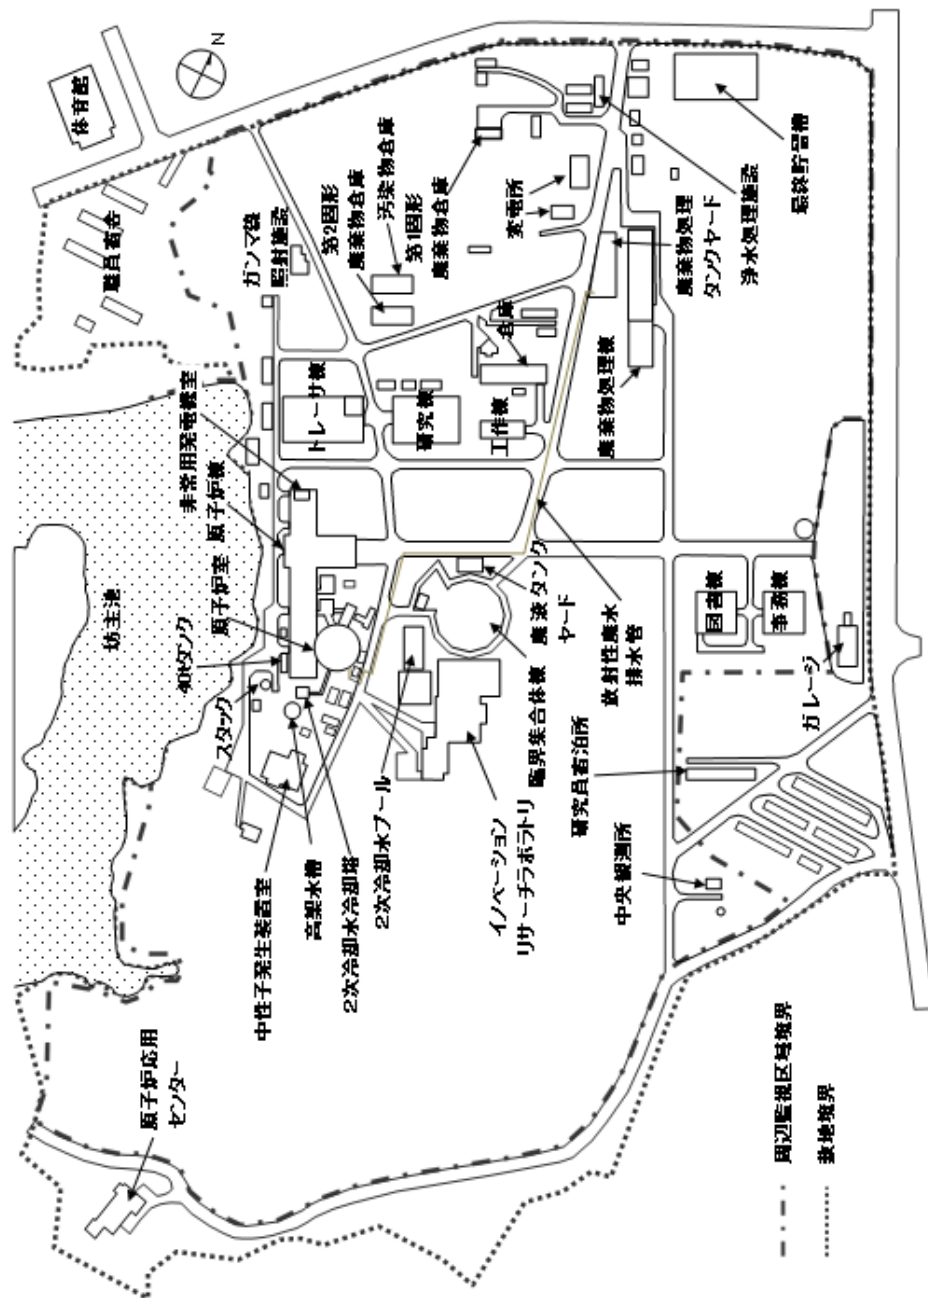 N
体育館
職員宿舎
ガンマ線
照射施設
第2固形
廃棄物倉庫
汚染物倉庫
第1固形
廃棄物倉庫
変電所
廃棄物処理
タンクヤード
浄水処理施設
最終貯留槽
坊主池
非常用発電機室
原子炉棟
原子炉室
40tタンク
スタック
トレーサ棟
研究棟
工作棟
倉庫
廃棄物処理棟
中性子発生装置室
高架水槽
2次冷却水冷却塔
2次冷却水プール
イノベーション
リサーチラボラトリ
臨界集合体棟
廃液タンク
ヤード
放射性廃水
排水管
研究員宿泊所
中央観測所
図書棟
事務棟
ガレージ
原子炉応用
センター
周辺監視区域境界
敷地境界